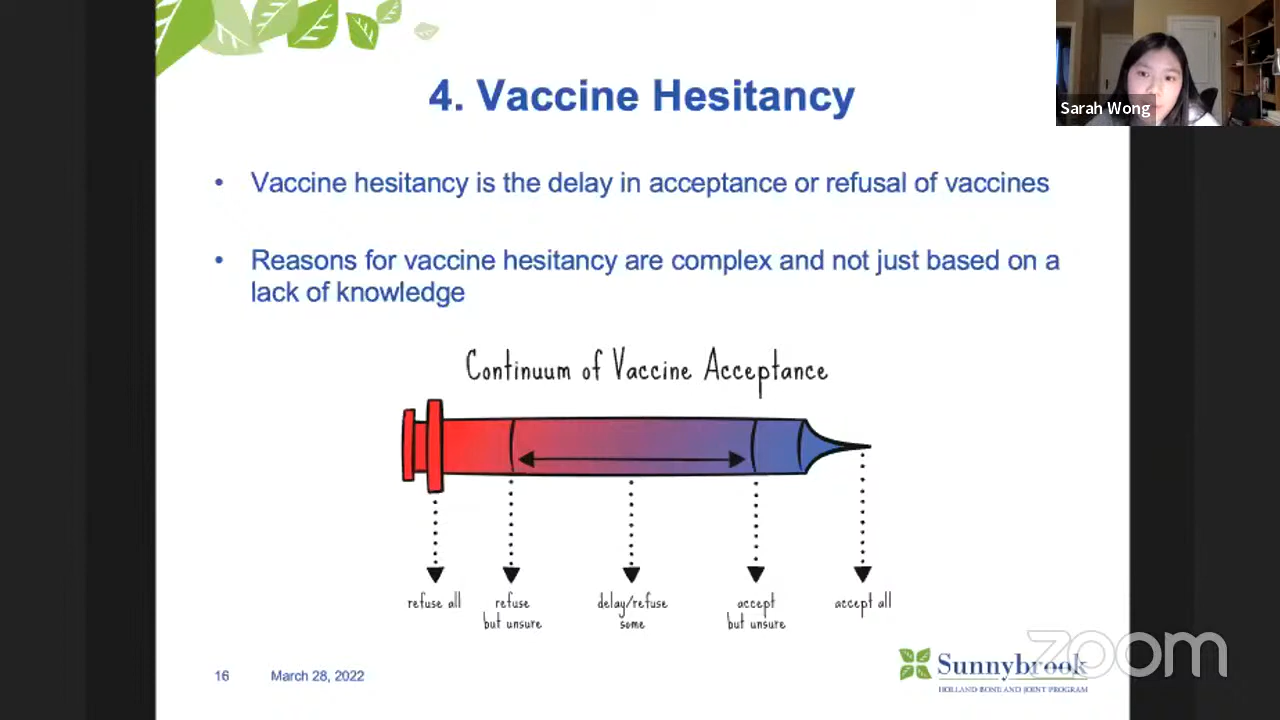 4. Vaccine Hesitancy
Sarah Wong
• Vaccine hesitancy is the delay in acceptance or refusal of vaccines
• Reasons for vaccine hesitancy are complex and not just based on a
lack of knowledge
Continuum of Vaccine Acceptance
refuse all
refuse
but unsure
delay/refuse
some
accept
but unsure
accept all
16
March 28, 2022
Sunnybrook
HOLLAND BONE AND JOINT PROGRAM
zoom